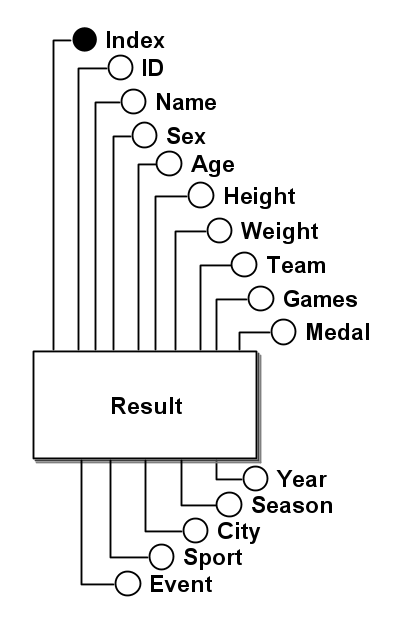 Index
ID
Name
Sex
Age
Height
Weight
Team
Games
Medal
Result
Year
Season
City
Sport
Event